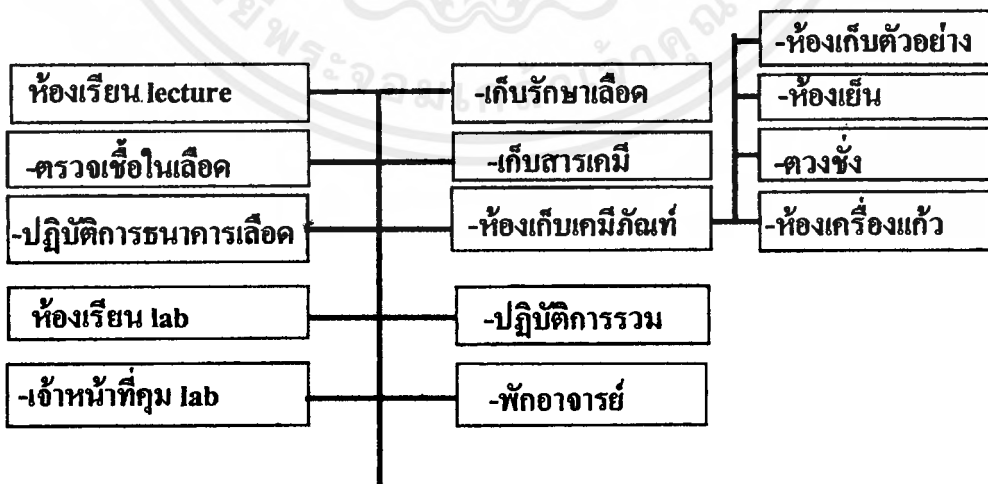 -ห้องเก็บตัวอย่าง
ห้องเรียน lecture
-เก็บรักษาเลือด
-ห้องเย็น
-ตรวจเชื้อในเลือด
-เก็บสารเคมี
-ตวงชั่ง
-ปฏิบัติการธนาคารเลือด
-ห้องเก็บเคมีภัณฑ์
-ห้องเครื่องแก้ว
ห้องเรียน lab
-ปฏิบัติการรวม
-เจ้าหน้าที่คุม lab
-พักอาจารย์